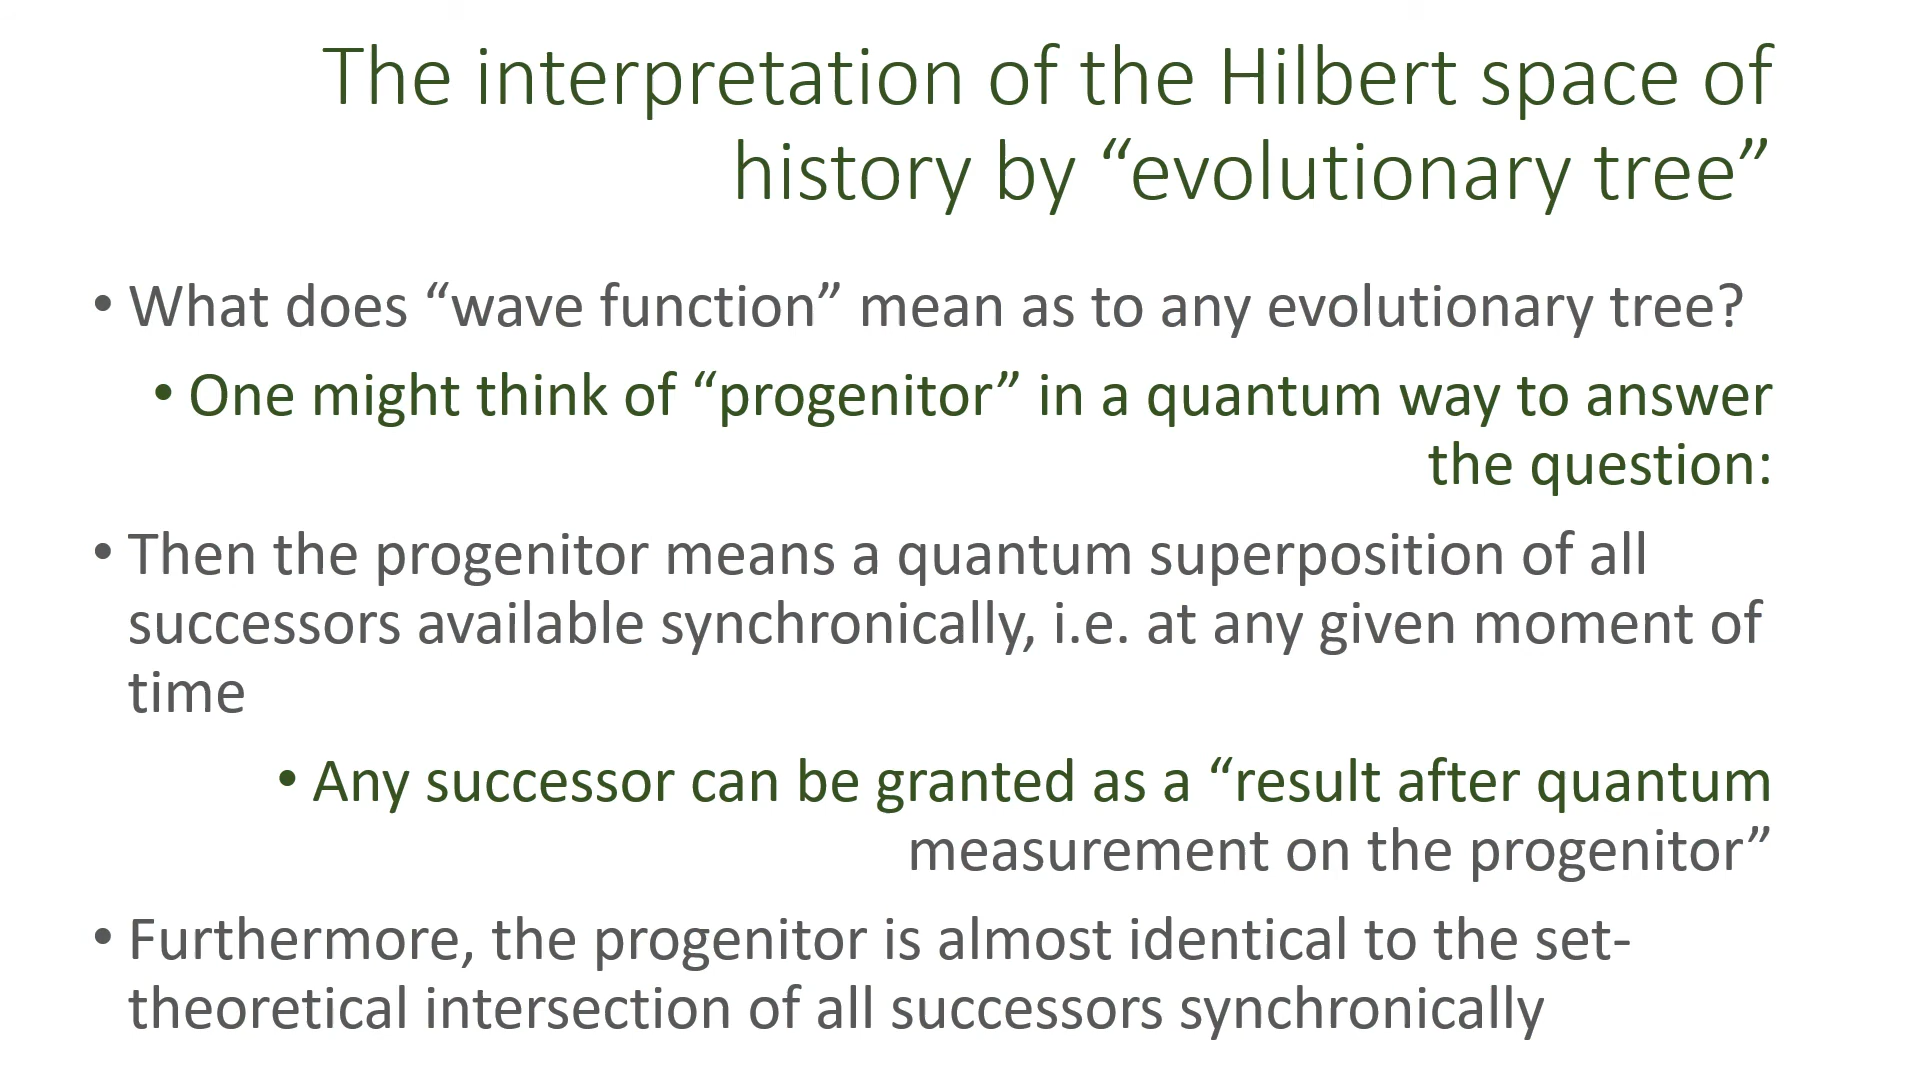 The interpretation of the Hilbert space of
history by “evolutionary tree”
• What does “wave function” mean as to any evolutionary tree?
• One might think of “progenitor” in a quantum way to answer
the question:
• Then the progenitor means a quantum superposition of all
successors available synchronically, i.e. at any given moment of
time
• Any successor can be granted as a “result after quantum
measurement on the progenitor”
• Furthermore, the progenitor is almost identical to the set-
theoretical intersection of all successors synchronically